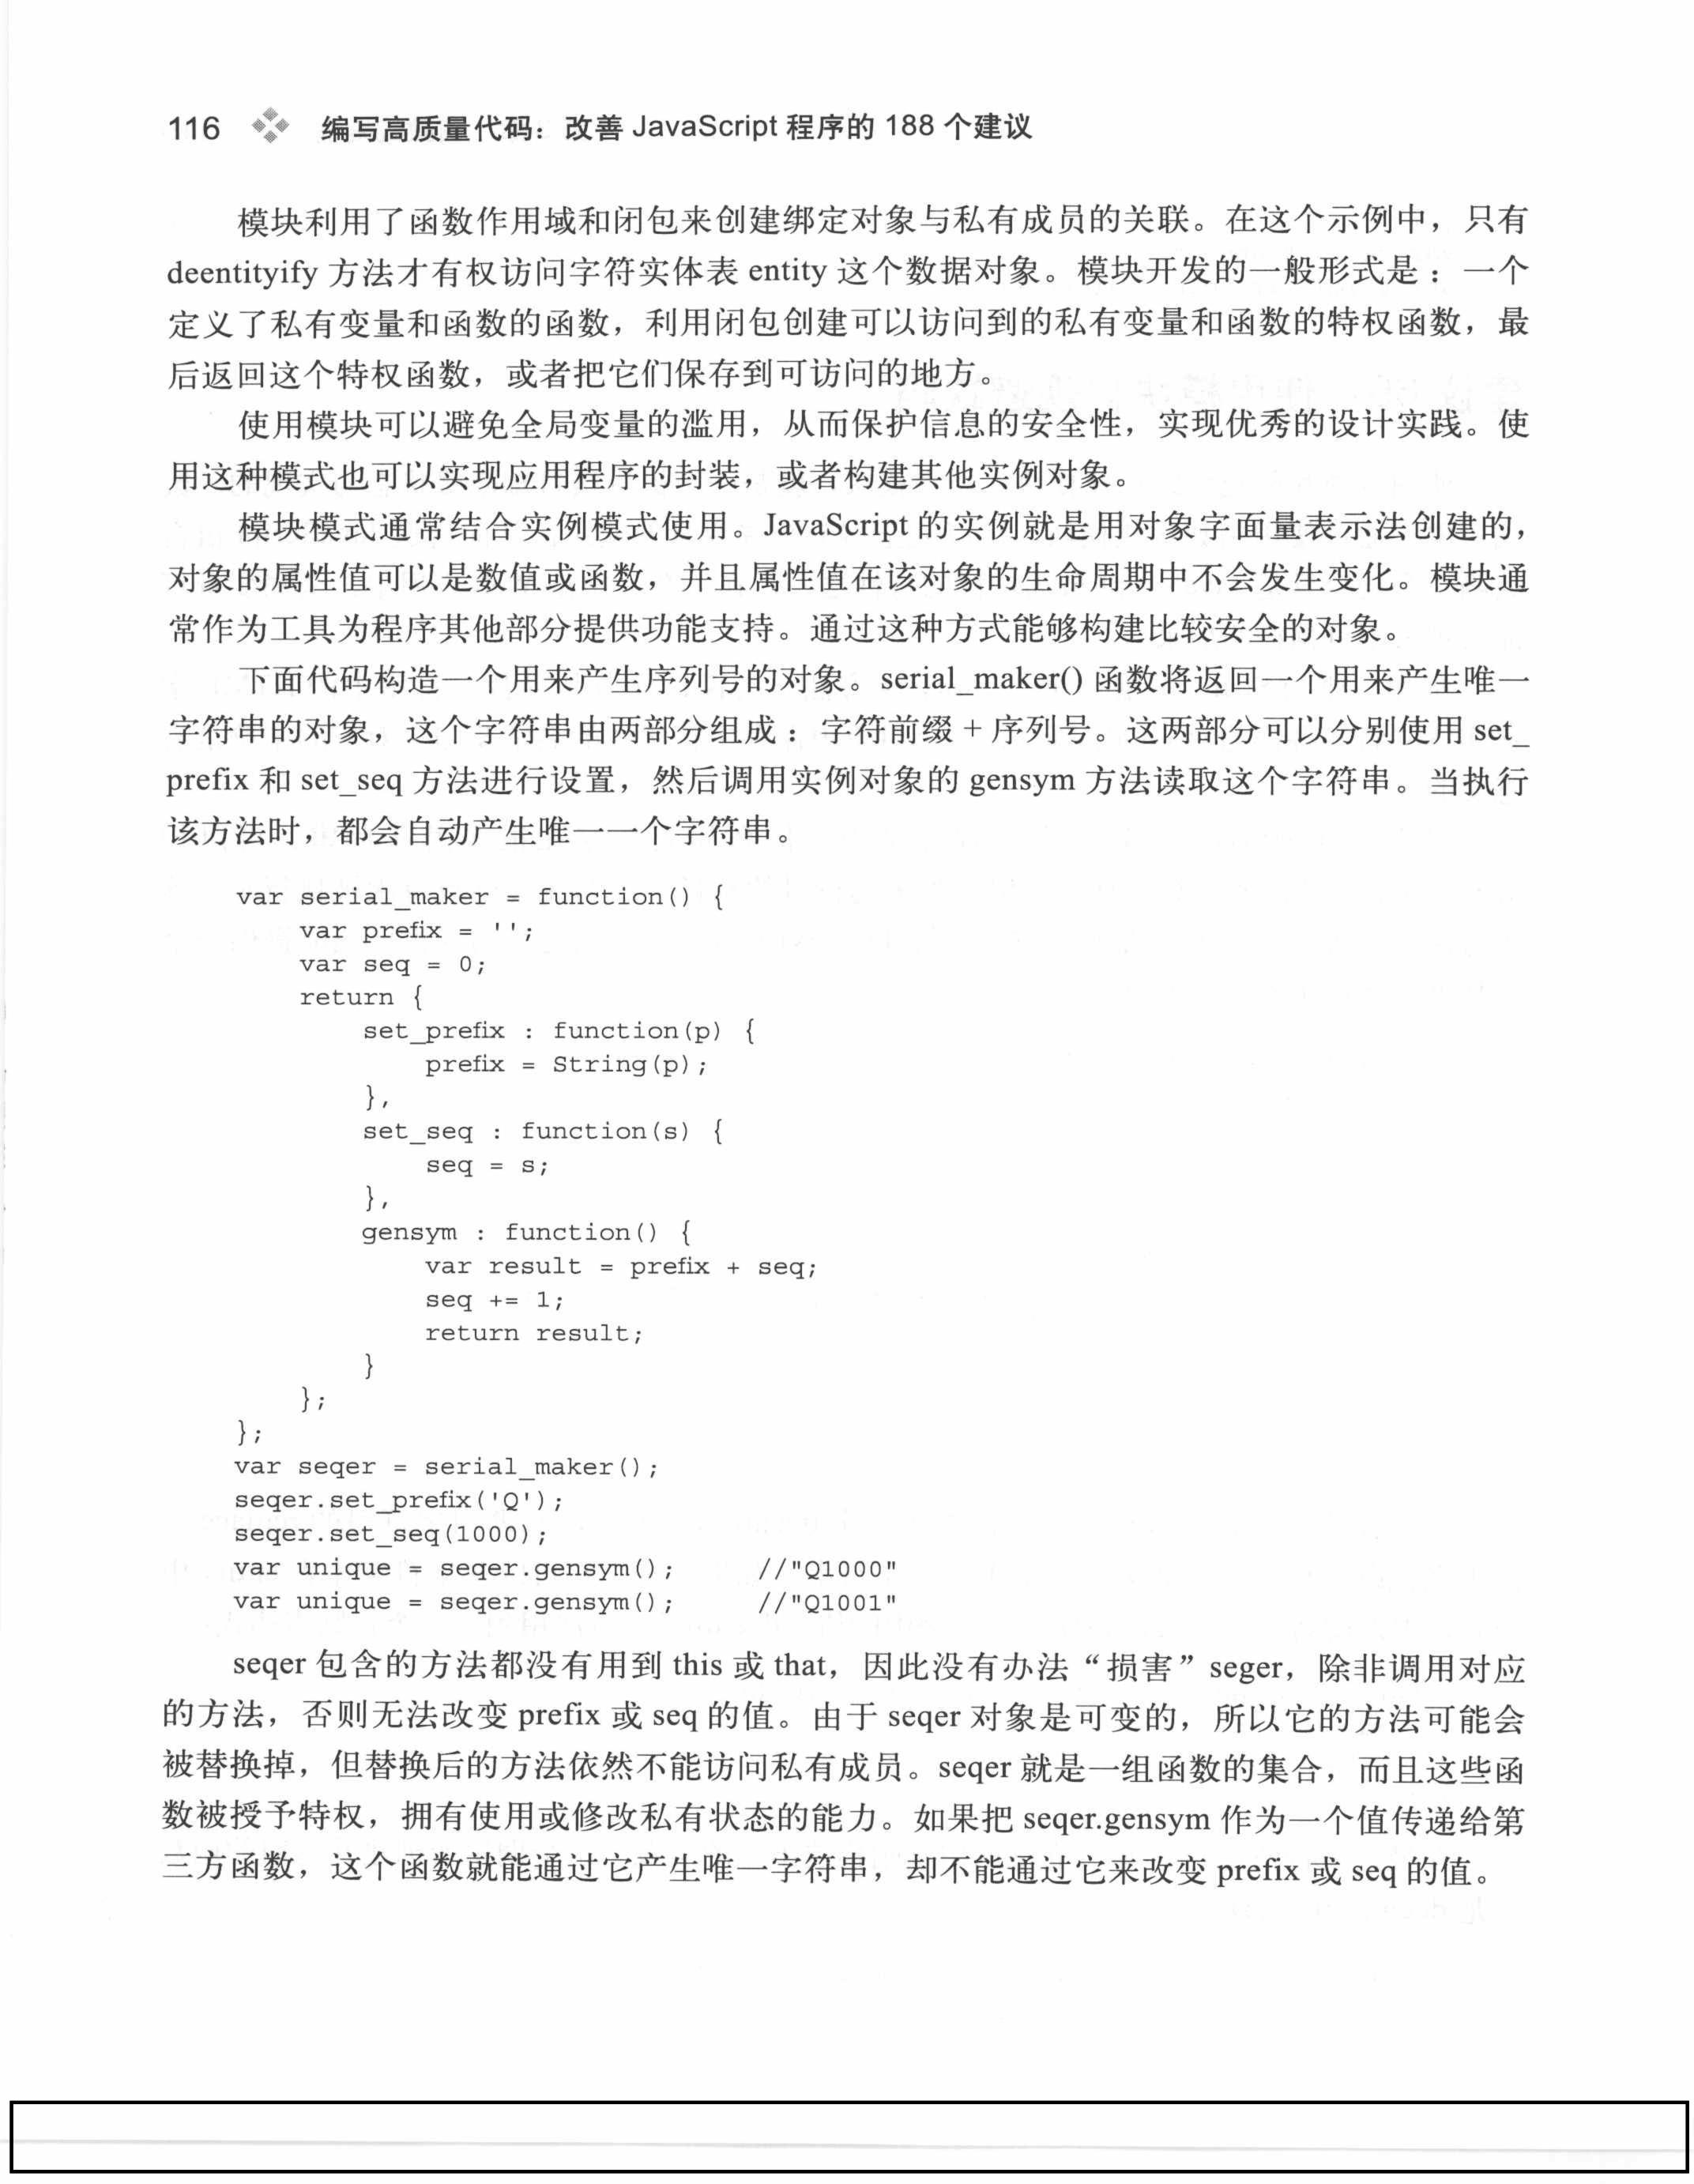 116 编写高质量代码：改善 JavaScript 程序的 188 个建议
模块利用了函数作用域和闭包来创建绑定对象与私有成员的关联。在这个示例中，只有
deentityify 方法才有权访问字符实体表 entity 这个数据对象。模块开发的一般形式是：一个
定义了私有变量和函数的函数，利用闭包创建可以访问到的私有变量和函数的特权函数，最
后返回这个特权函数，或者把它们保存到可访问的地方。
使用模块可以避免全局变量的滥用，从而保护信息的安全性，实现优秀的设计实践。使
用这种模式也可以实现应用程序的封装，或者构建其他实例对象。
模块模式通常结合实例模式使用。JavaScript 的实例就是用对象字面量表示法创建的，
对象的属性值可以是数值或函数，并且属性值在该对象的生命周期中不会发生变化。模块通
常作为工具为程序其他部分提供功能支持。通过这种方式能够构建比较安全的对象。
下面代码构造一个用来产生序列号的对象。serial_maker() 函数将返回一个用来产生唯一
字符串的对象，这个字符串由两部分组成：字符前缀 + 序列号。这两部分可以分别使用 set_
prefix 和 set_seq 方法进行设置，然后调用实例对象的 gensym 方法读取这个字符串。当执行
该方法时，都会自动产生唯一一个字符串。
var serial_maker = function() {
    var prefix = '';
    var seq = 0;
    return {
        set_prefix : function(p) {
            prefix = String(p);
        },
        set_seq : function(s) {
            seq = s;
        },
        gensym : function() {
            var result = prefix + seq;
            seq += 1;
            return result;
        }
    };
};
var seqer = serial_maker();
seqer.set_prefix('Q');
seqer.set_seq(1000);
var unique = seqer.gensym();     //"Q1000"
var unique = seqer.gensym();     //"Q1001"
seqer 包含的方法都没有用到 this 或 that，因此没有办法“损害”seger，除非调用对应
的方法，否则无法改变 prefix 或 seq 的值。由于 seqer 对象是可变的，所以它的方法可能会
被替换掉，但替换后的方法依然不能访问私有成员。seqer 就是一组函数的集合，而且这些函
数被授予特权，拥有使用或修改私有状态的能力。如果把 seqer.gensym 作为一个值传递给第
三方函数，这个函数就能通过它产生唯一字符串，却不能通过它来改变 prefix 或 seq 的值。